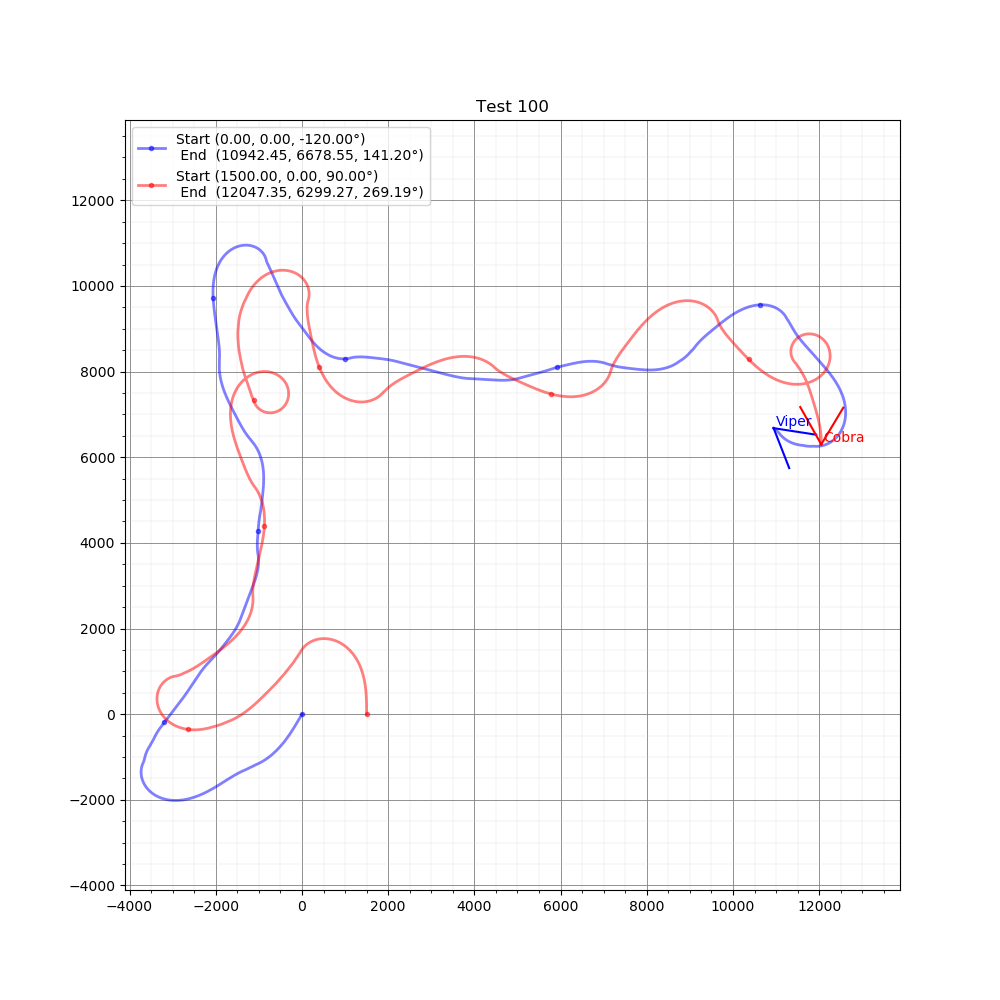 Test 100
Start (0.00, 0.00, -120.00°)
End (10942.45, 6678.55, 141.20°)
Start (1500.00, 0.00, 90.00°)
End (12047.35, 6299.27, 269.19°)
12000
10000
8000
6000
4000
2000
0
−2000
−4000
Viper
Cobra
−4000 −2000 0 2000 4000 6000 8000 10000 12000